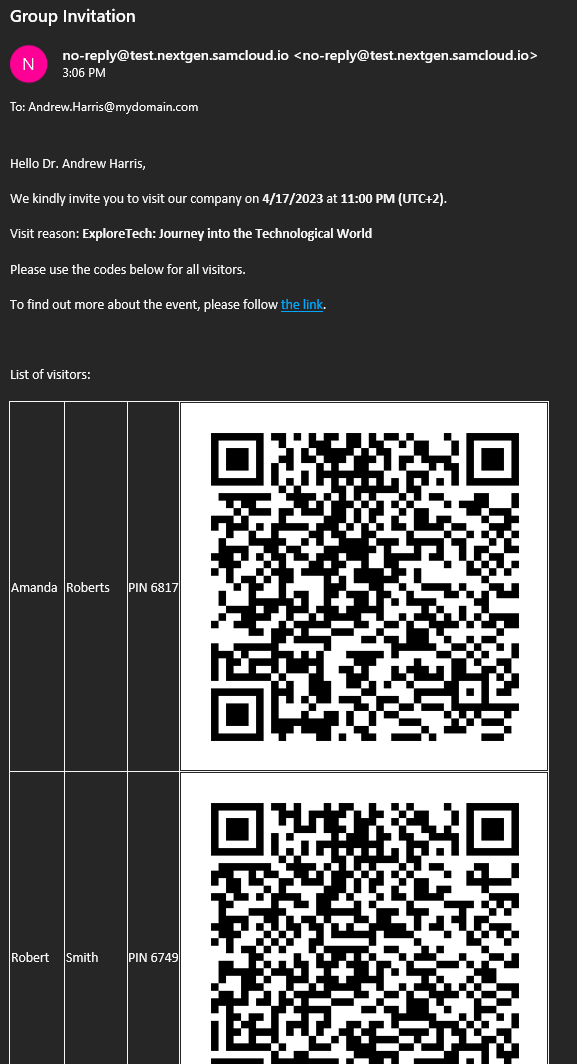 Group Invitation
N
no-reply@test.nextgen.samcloud.io <no-reply@test.nextgen.samcloud.io>
3:06 PM
To: Andrew.Harris@mydomain.com
Hello Dr. Andrew Harris,
We kindly invite you to visit our company on 4/17/2023 at 11:00 PM (UTC+2).
Visit reason: ExploreTech: Journey into the Technological World
Please use the codes below for all visitors.
To find out more about the event, please follow the link.
List of visitors:
Amanda Roberts PIN 6817
Robert Smith PIN 6749